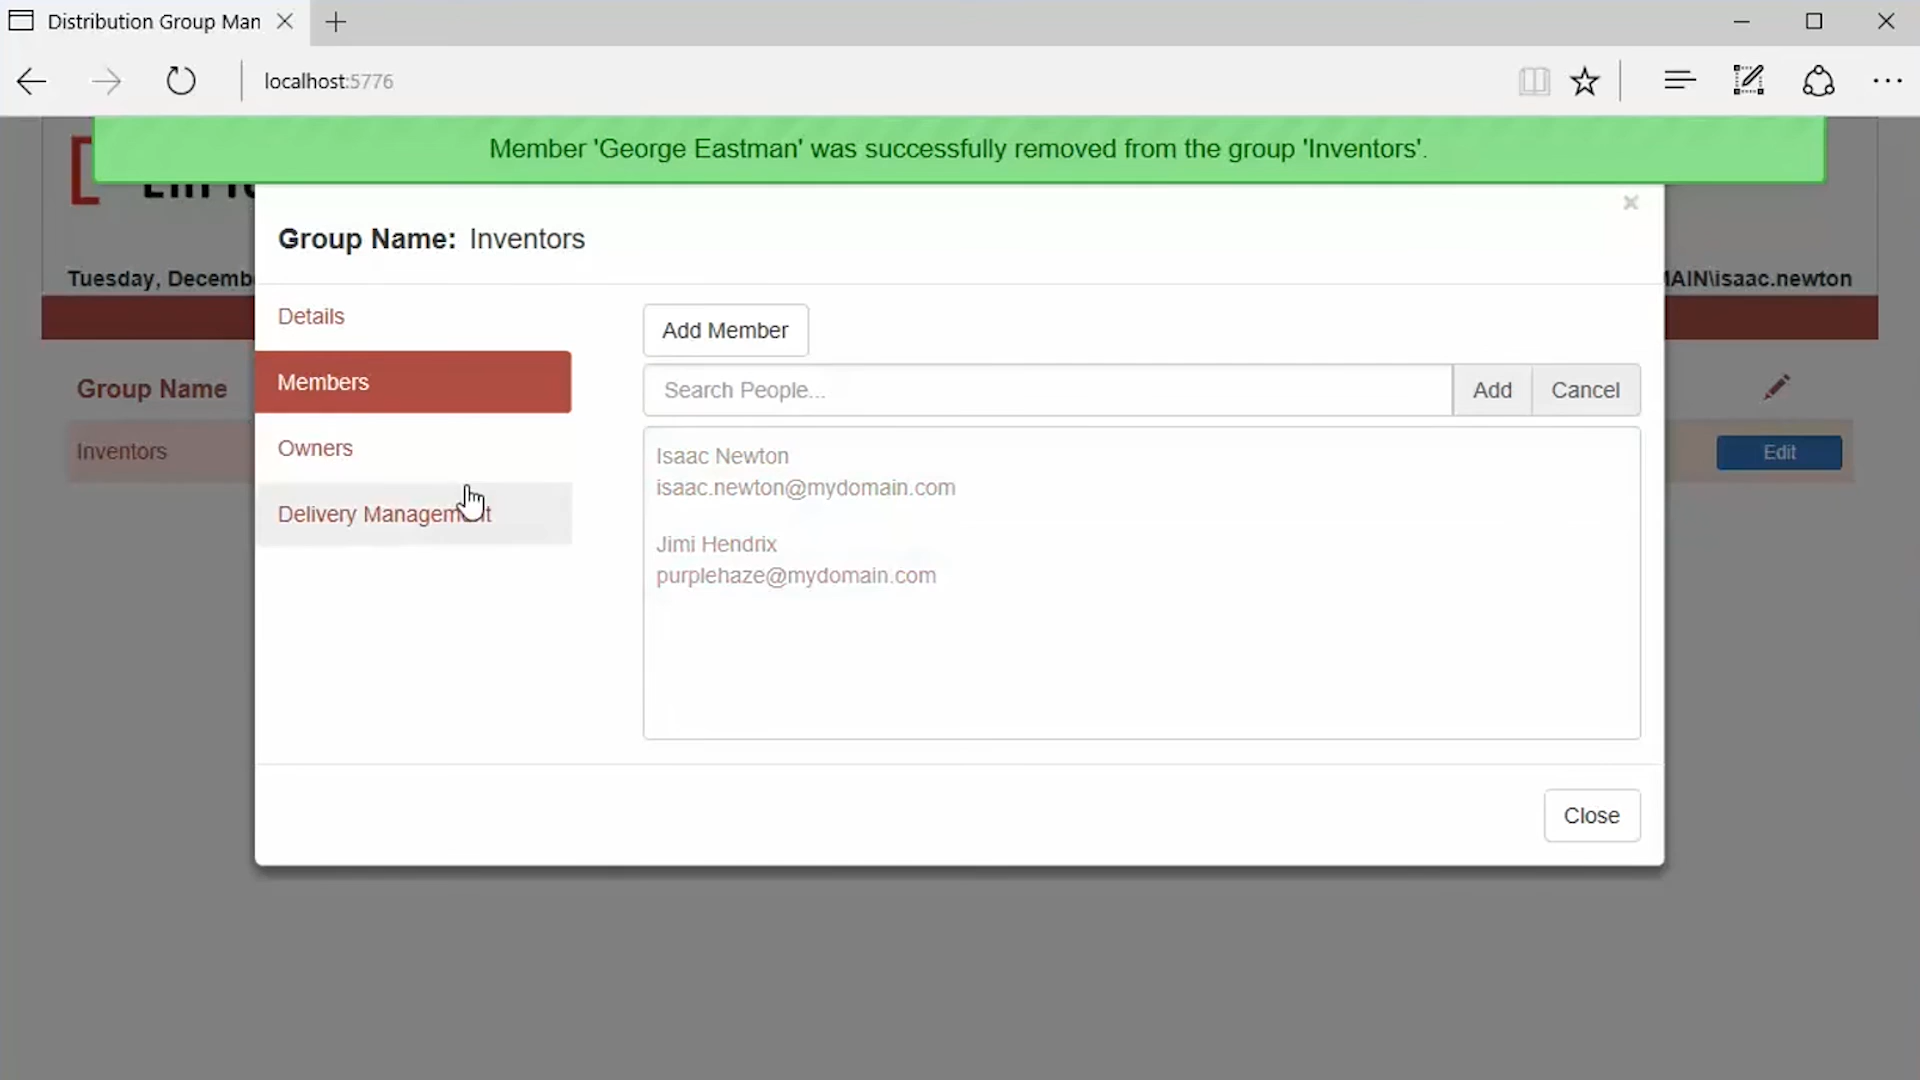 Distribution Group Man
localhost:5776
Member 'George Eastman' was successfully removed from the group 'Inventors'.
Group Name: Inventors
Tuesday, Decemb
MAIN\isaac.newton
Details
Add Member
Members
Search People...
Add
Cancel
Group Name
Inventors
Edit
Owners
Isaac Newton
isaac.newton@mydomain.com
Delivery Management
Jimi Hendrix
purplehaze@mydomain.com
Close